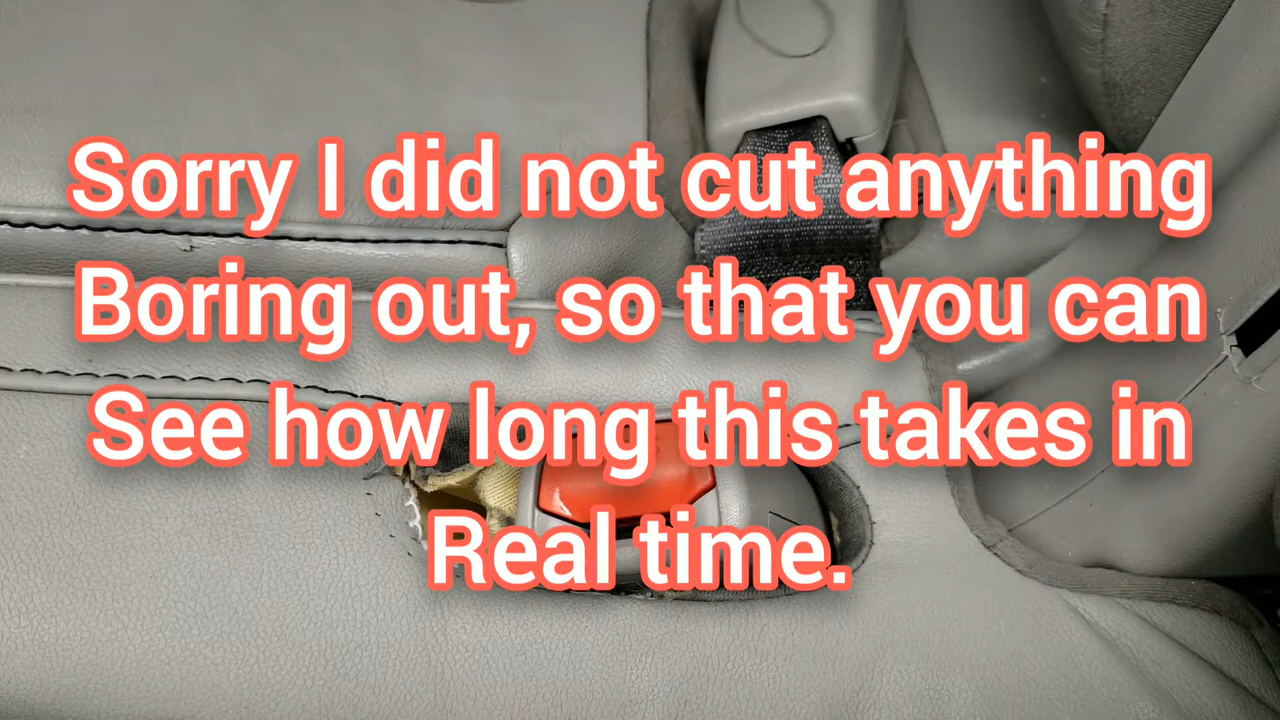 Sorry I did not cut anything
Boring out, so that you can
See how long this takes in
Real time.